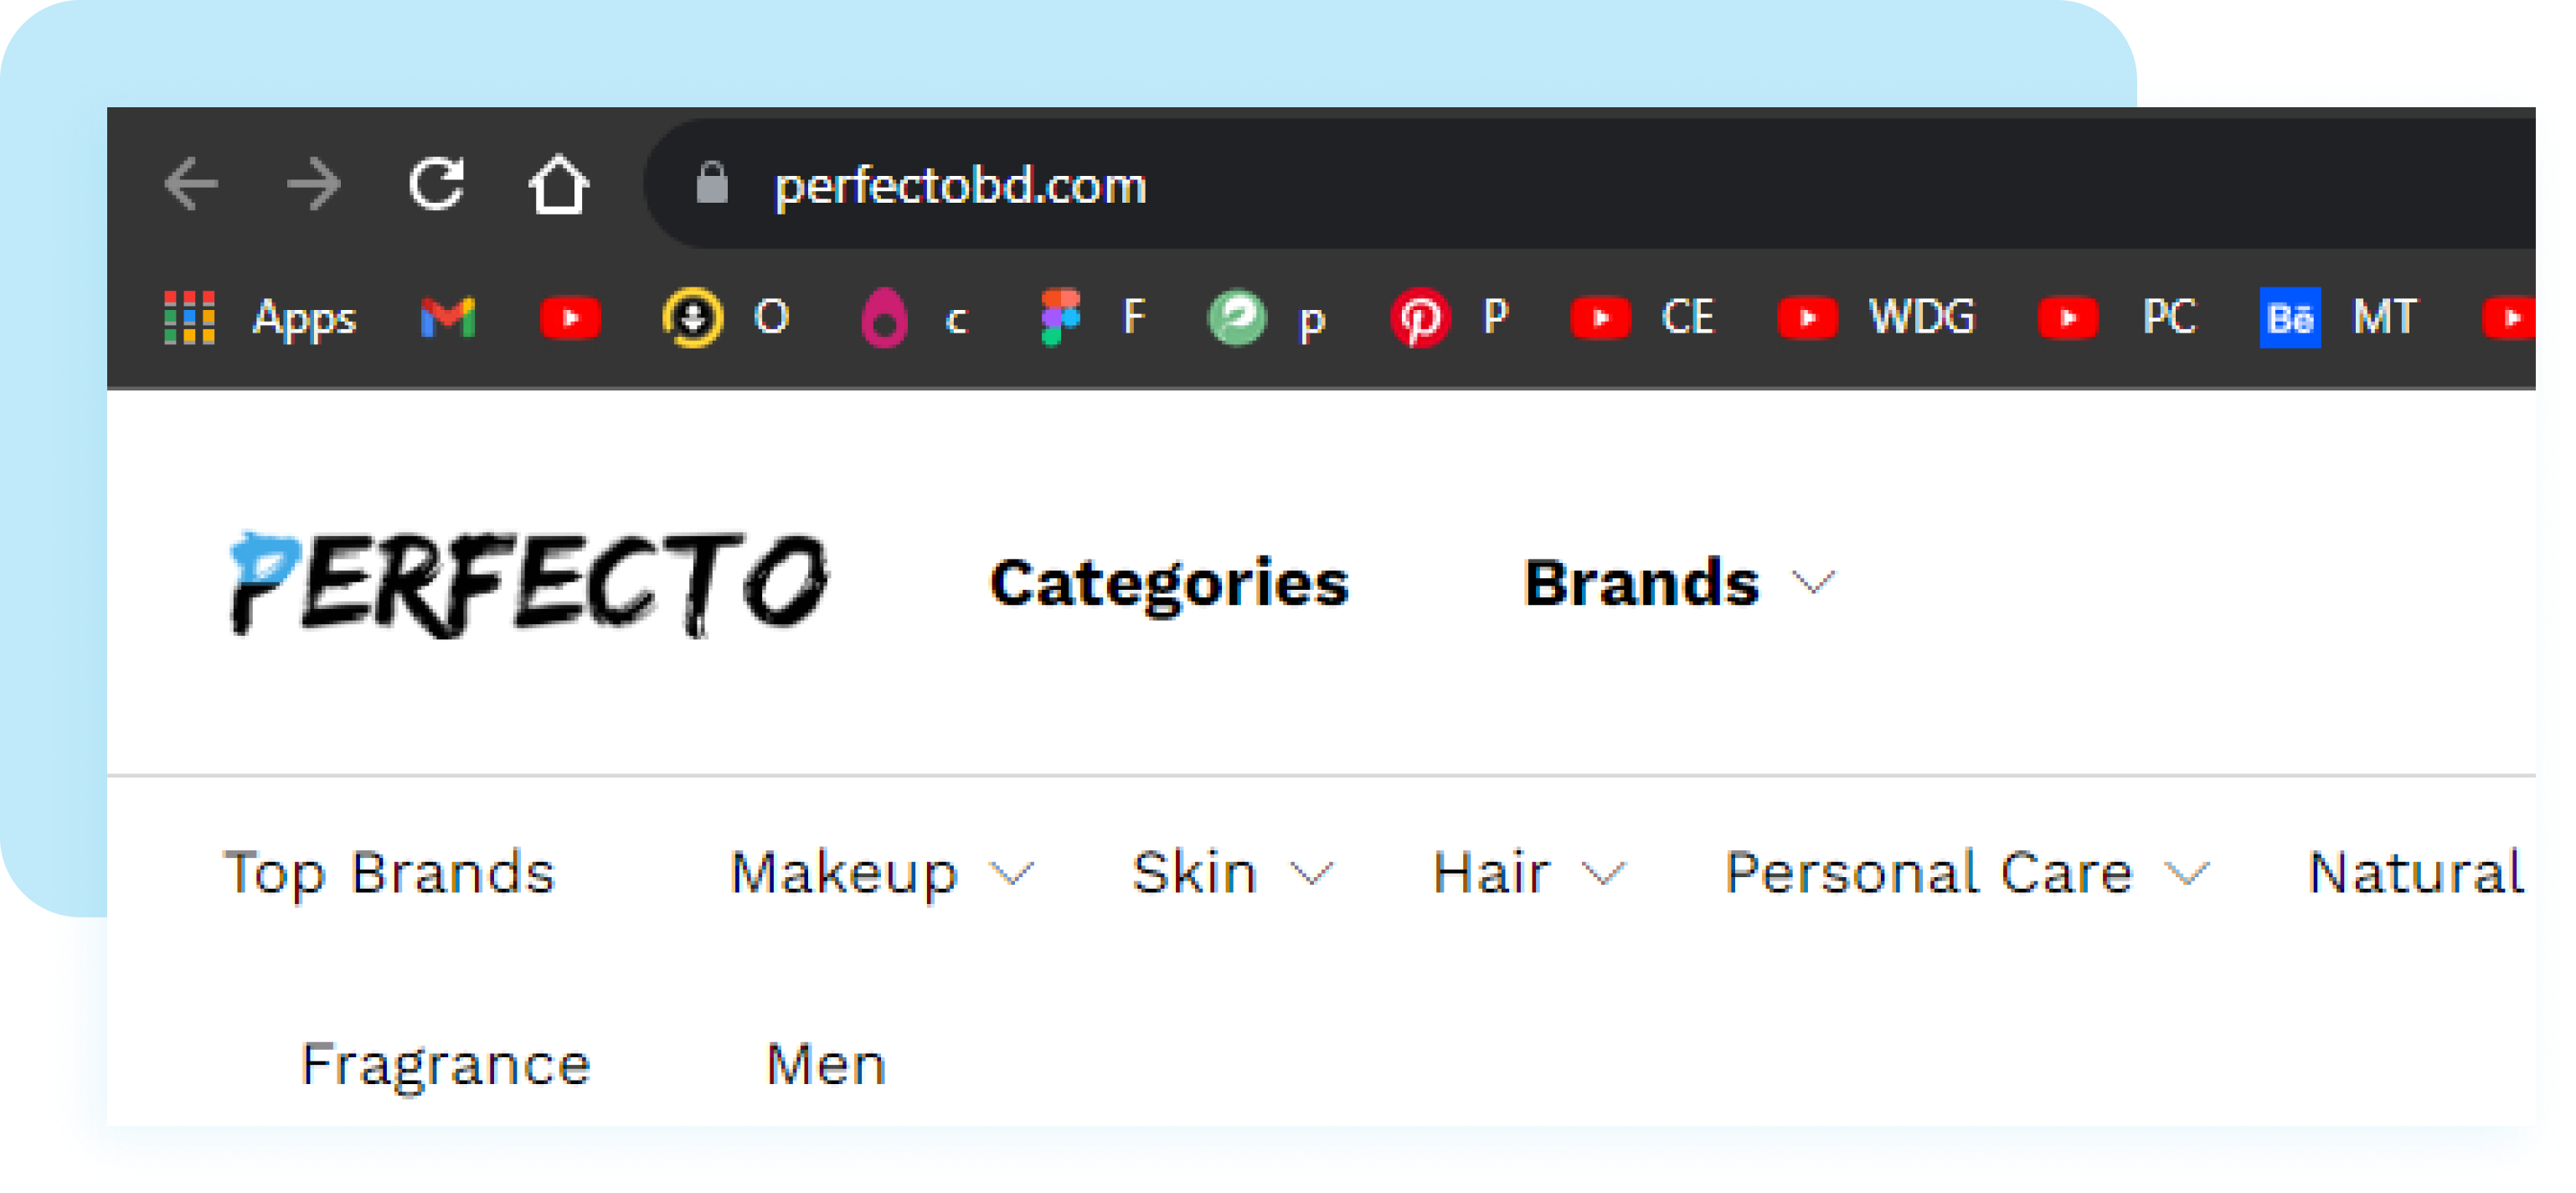 perfectobd.com
Apps O c F p P CE WDG PC Bē MT
PERFECTO Categories Brands
Top Brands Makeup Skin Hair Personal Care Natural
Fragrance Men